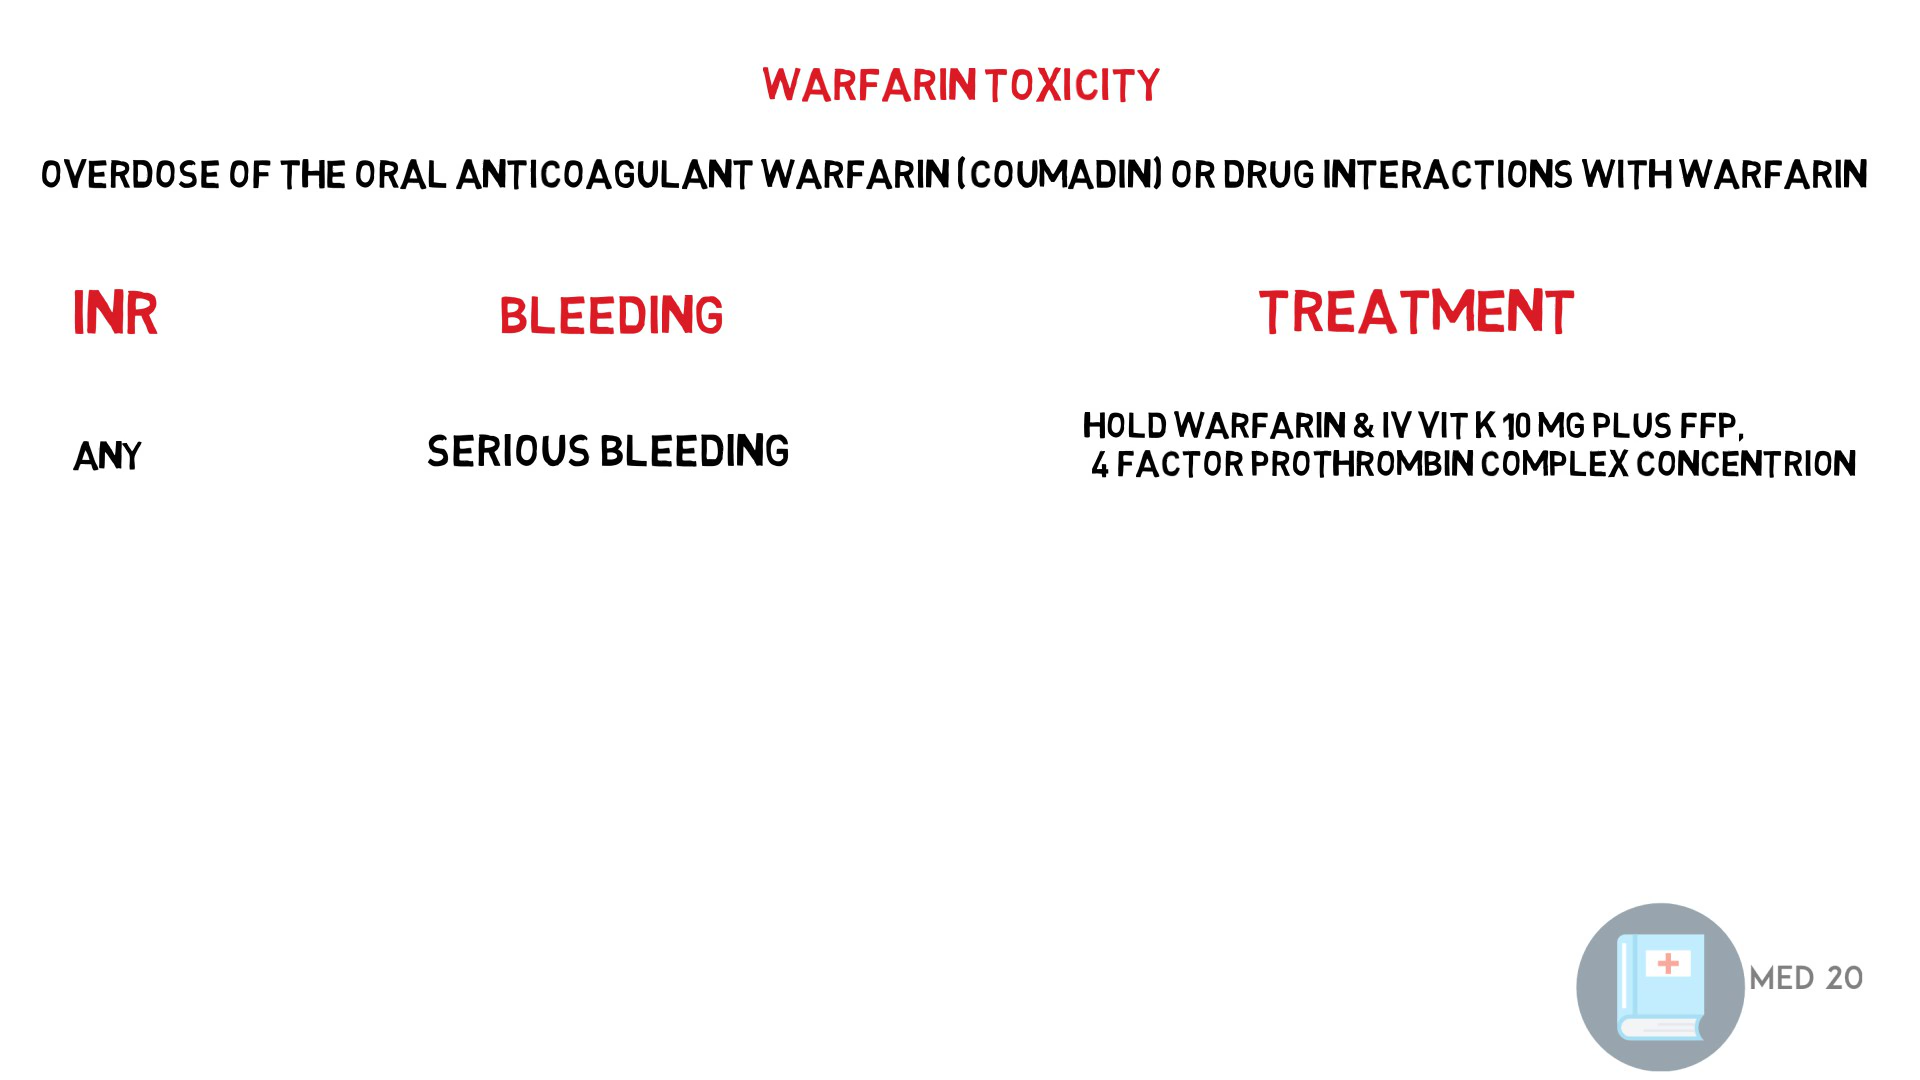 WARFARIN TOXICITY
OVERDOSE OF THE ORAL ANTICOAGULANT WARFARIN (COUMADIN) OR DRUG INTERACTIONS WITH WARFARIN
INR BLEEDING TREATMENT
ANY SERIOUS BLEEDING HOLD WARFARIN & IV VIT K 10 MG PLUS FFP,
4 FACTOR PROTHROMBIN COMPLEX CONCENTRION
MED 20